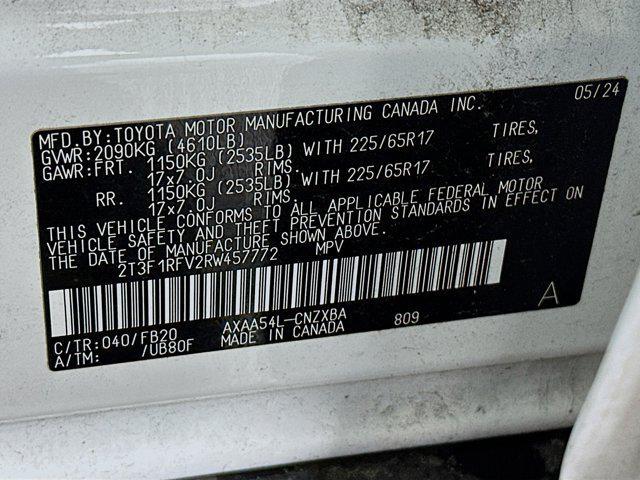 05/24
MFD.BY:TOYOTA MOTOR MANUFACTURING CANADA INC.
GVWR:2090KG (4610LB)
GAWR:FRT. 1150KG (2535LB) WITH 225/65R17 TIRES,
17x7.0J RIMS.
RR. 1150KG (2535LB) WITH 225/65R17 TIRES,
17x7.0J RIMS.
THIS VEHICLE CONFORMS TO ALL APPLICABLE FEDERAL MOTOR
VEHICLE SAFETY AND THEFT PREVENTION STANDARDS IN EFFECT ON
THE DATE OF MANUFACTURE SHOWN ABOVE.
2T3F1RFV2RW457772 MPV
A
C/TR:040/FB20 AXAA54L-CNZXBA 809
A/TM: /UB80F MADE IN CANADA